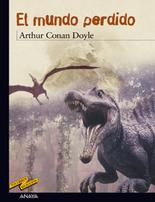 El mundo perdido
Arthur Conan Doyle
ANAYA